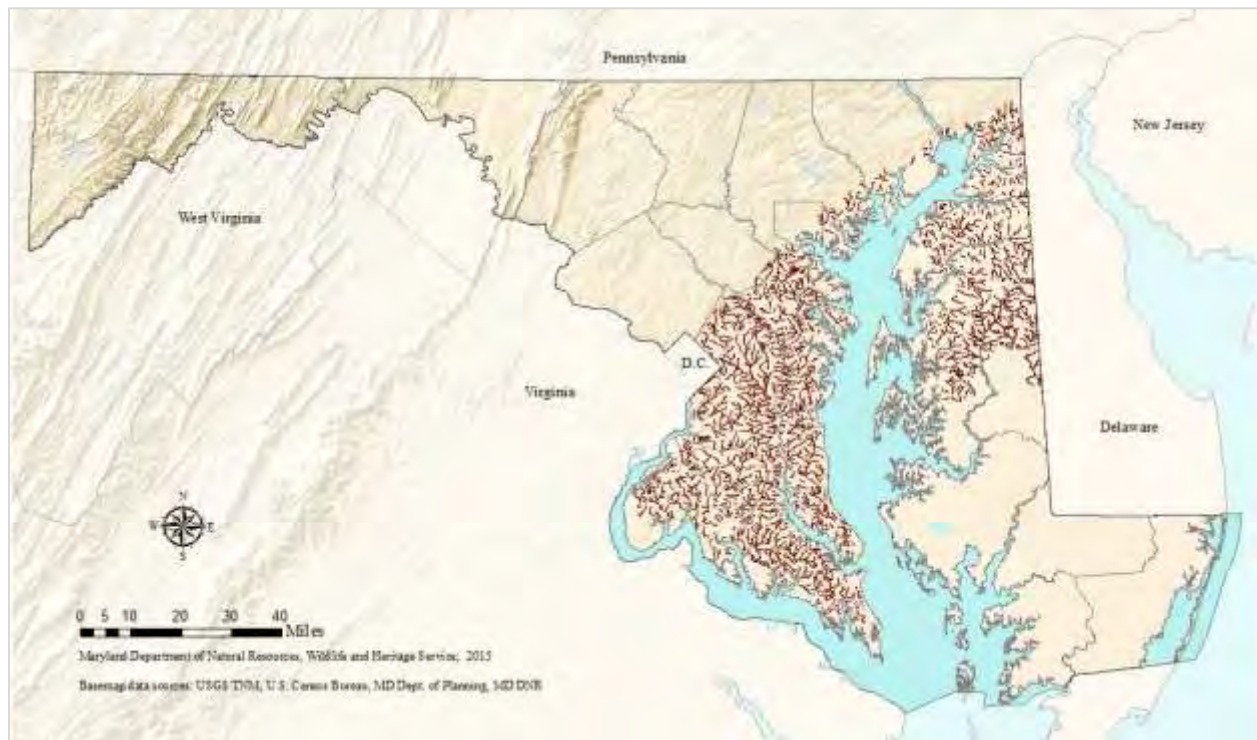 Pennsylvania
New Jersey
West Virginia
D.C.
Virginia
Delaware
N
W E
S
0 5 10 20 30 40
Miles
Maryland Department of Natural Resources, Wildlife and Heritage Service, 2015
Basemap data sources: USGS TNM, U.S. Census Bureau, MD Dept. of Planning, MD DNR